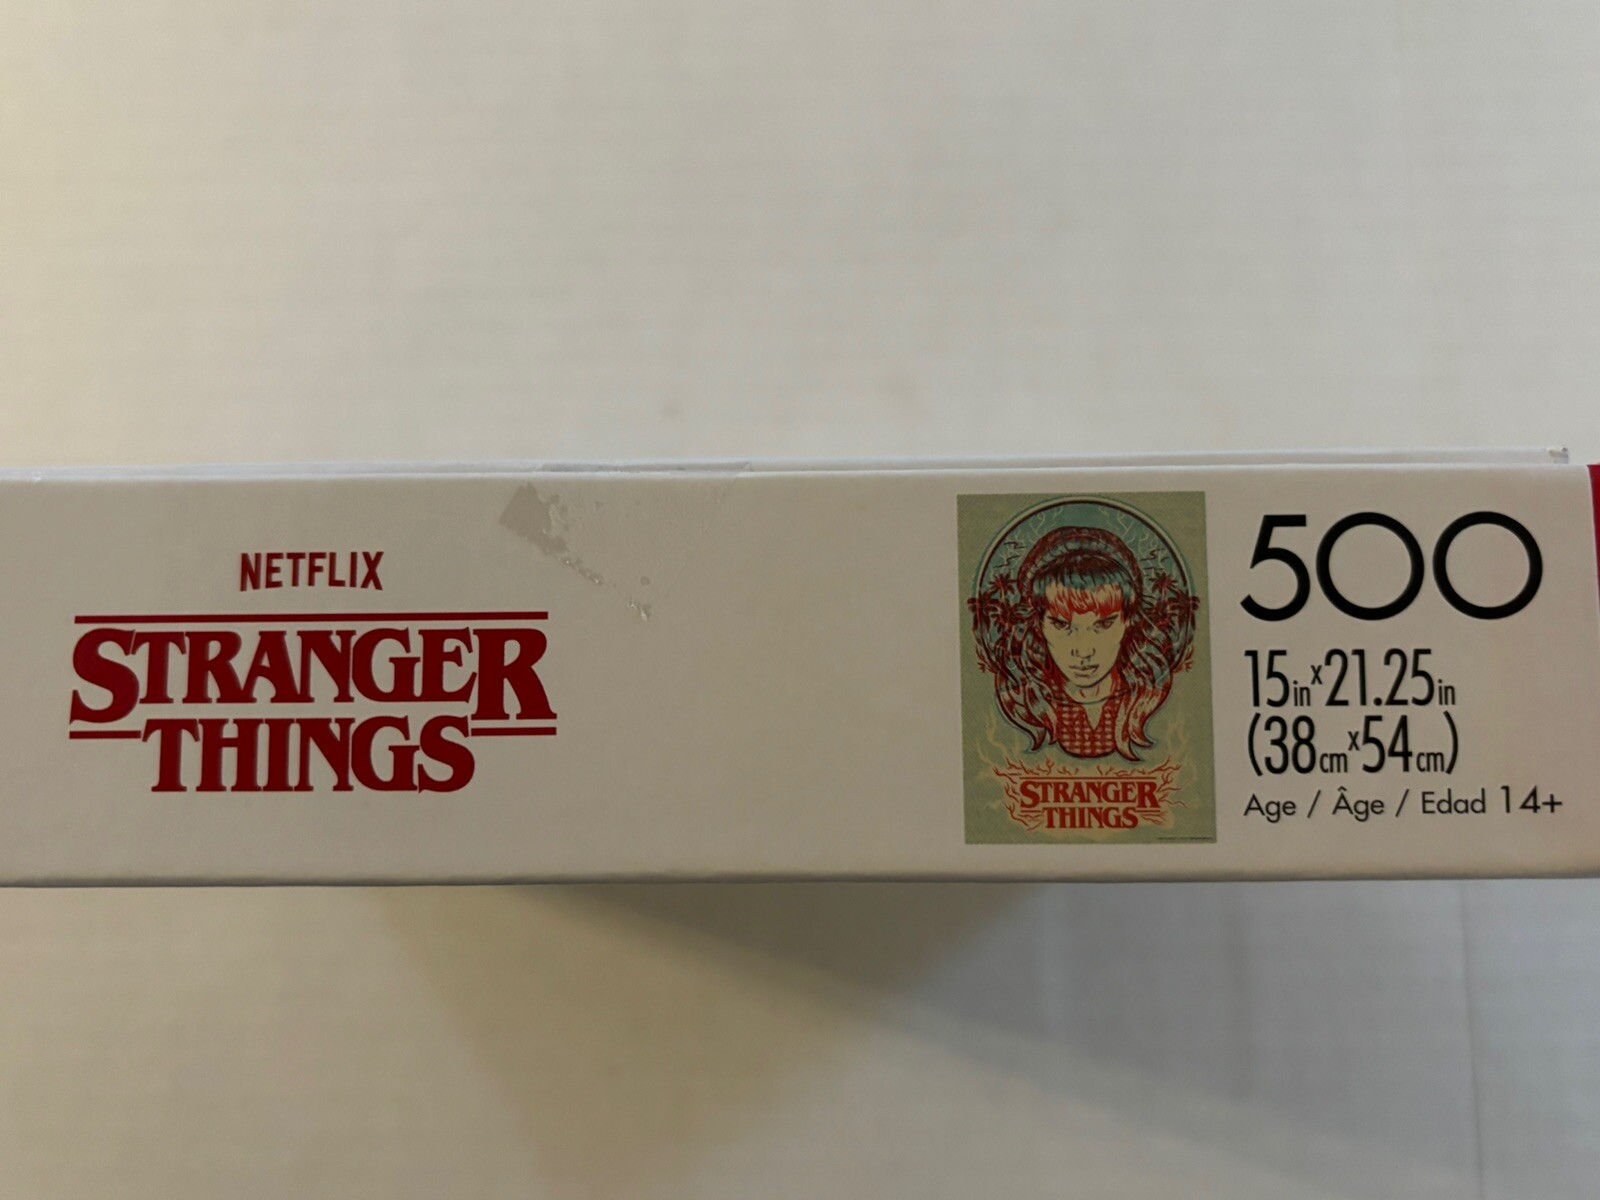 NETFLIX
STRANGER
THINGS
STRANGER
THINGS
500
15in x 21.25in
(38cm x 54cm)
Age / Âge / Edad 14+